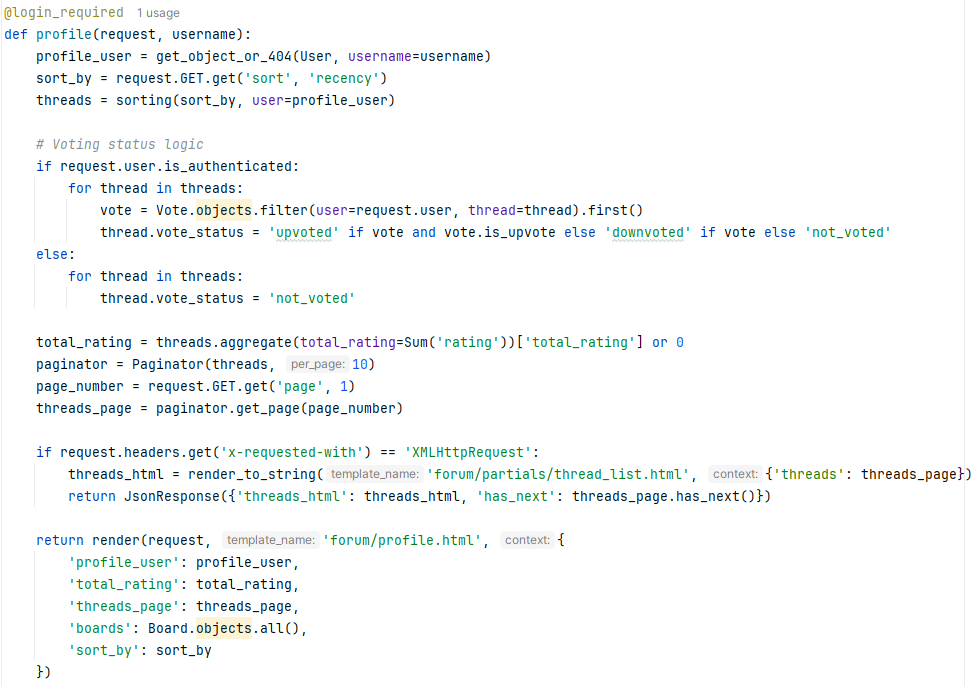 @login_required 1 usage
def profile(request, username):
    profile_user = get_object_or_404(User, username=username)
    sort_by = request.GET.get('sort', 'recency')
    threads = sorting(sort_by, user=profile_user)

    # Voting status logic
    if request.user.is_authenticated:
        for thread in threads:
            vote = Vote.objects.filter(user=request.user, thread=thread).first()
            thread.vote_status = 'upvoted' if vote and vote.is_upvote else 'downvoted' if vote else 'not_voted'
    else:
        for thread in threads:
            thread.vote_status = 'not_voted'

    total_rating = threads.aggregate(total_rating=Sum('rating'))['total_rating'] or 0
    paginator = Paginator(threads, per_page: 10)
    page_number = request.GET.get('page', 1)
    threads_page = paginator.get_page(page_number)

    if request.headers.get('x-requested-with') == 'XMLHttpRequest':
        threads_html = render_to_string( template_name: 'forum/partials/thread_list.html', context: {'threads': threads_page})
        return JsonResponse({'threads_html': threads_html, 'has_next': threads_page.has_next()})

    return render(request, template_name: 'forum/profile.html', context: {
        'profile_user': profile_user,
        'total_rating': total_rating,
        'threads_page': threads_page,
        'boards': Board.objects.all(),
        'sort_by': sort_by
    })